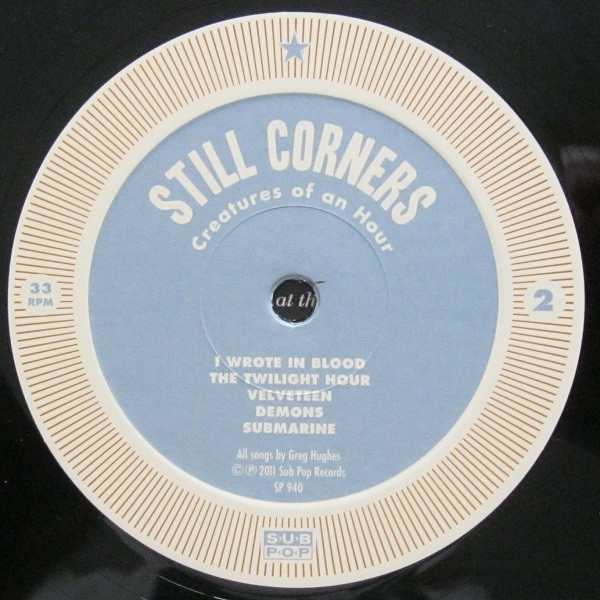 STILL CORNERS
Creatures of an Hour
33
RPM
2
at th
I WROTE IN BLOOD
THE TWILIGHT HOUR
VELVETEEN
DEMONS
SUBMARINE
All songs by Greg Hughes
©℗ 2011 Sub Pop Records
SP 940
SUB
POP